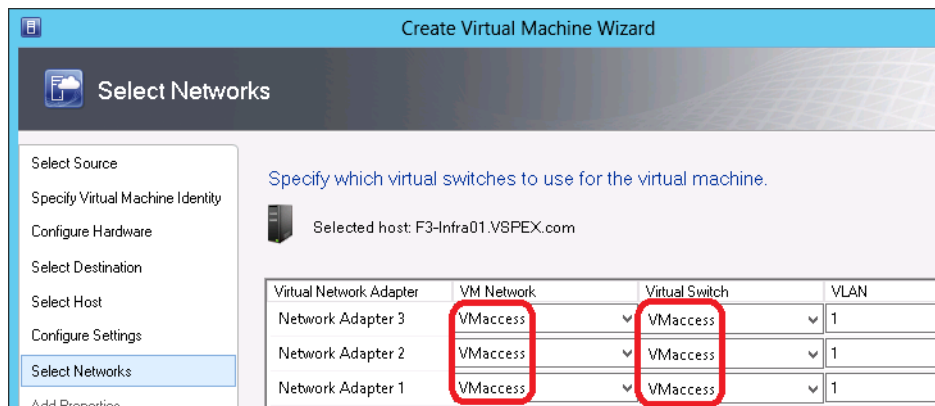 Create Virtual Machine Wizard
Select Networks
Select Source
Specify Virtual Machine Identity
Configure Hardware
Select Destination
Select Host
Configure Settings
Select Networks
Add Properties
Specify which virtual switches to use for the virtual machine.
Selected host: F3-Infra01.VSPEX.com
Virtual Network Adapter VM Network Virtual Switch VLAN
Network Adapter 3 VMaccess VMaccess 1
Network Adapter 2 VMaccess VMaccess 1
Network Adapter 1 VMaccess VMaccess 1